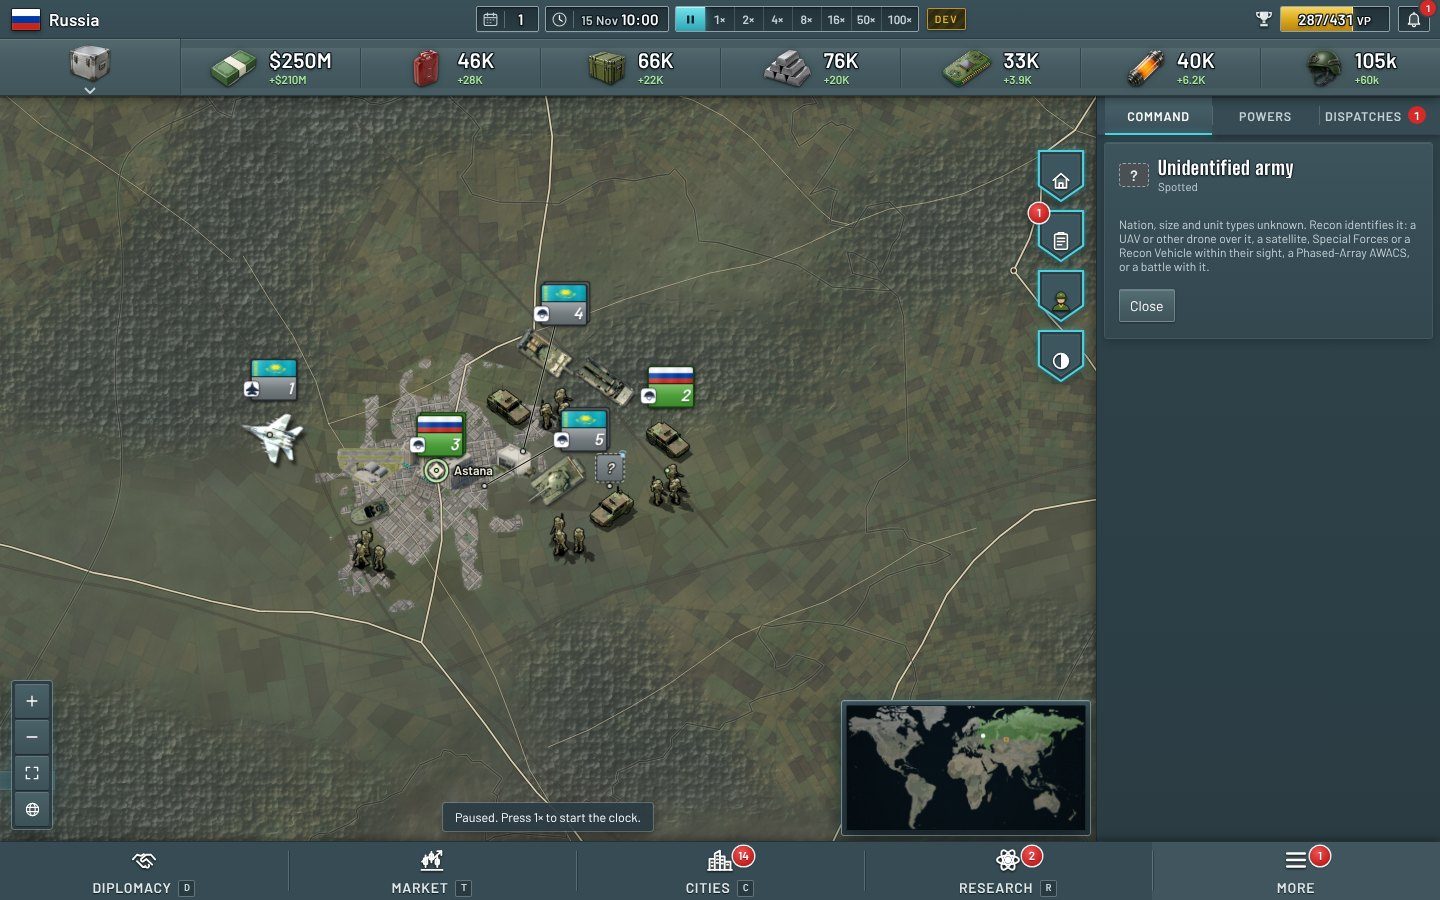 Russia
1
15 Nov 10:00
1× 2× 4× 8× 16× 50× 100×
DEV
287/431 VP
1
$250M
+$210M
46K
+28K
66K
+22K
76K
+20K
33K
+3.9K
40K
+6.2K
105k
+60k
COMMAND
POWERS
DISPATCHES 1
?
Unidentified army
Spotted
Nation, size and unit types unknown. Recon identifies it: a
UAV or other drone over it, a satellite, Special Forces or a
Recon Vehicle within their sight, a Phased-Array AWACS,
or a battle with it.
Close
1
4
1
2
3
5
?
Astana
+
−
Paused. Press 1× to start the clock.
DIPLOMACY D
MARKET T
14
CITIES C
2
RESEARCH R
1
MORE